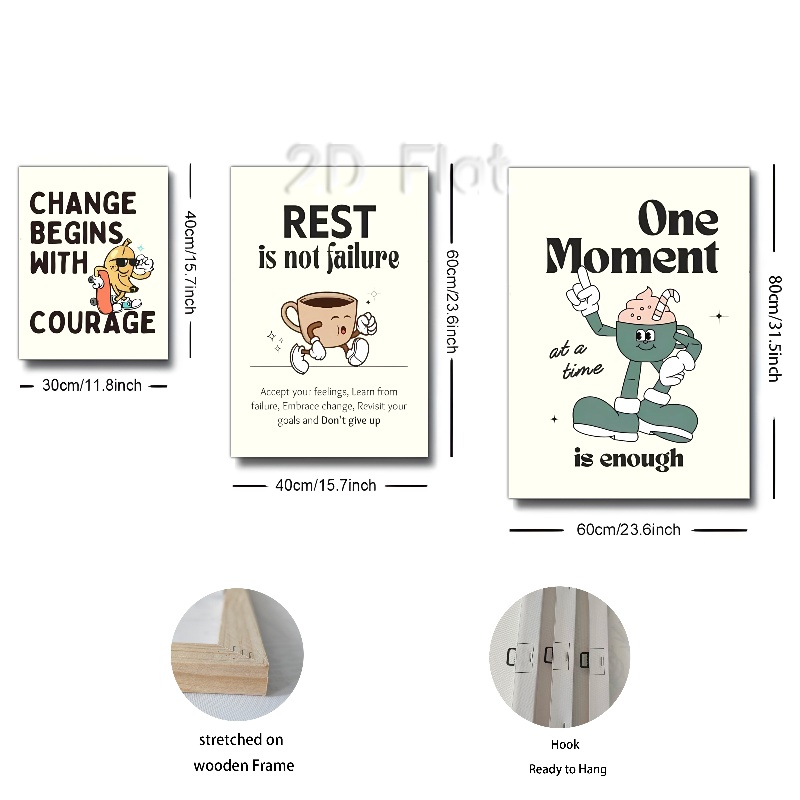 2D Flat
CHANGE
BEGINS
WITH
COURAGE
40cm/15.7inch
30cm/11.8inch
REST
is not failure
Accept your feelings, Learn from
failure, Embrace change, Revisit your
goals and Don't give up
60cm/23.6inch
40cm/15.7inch
One
Moment
at a
time
is enough
80cm/31.5inch
60cm/23.6inch
stretched on
wooden Frame
Hook
Ready to Hang